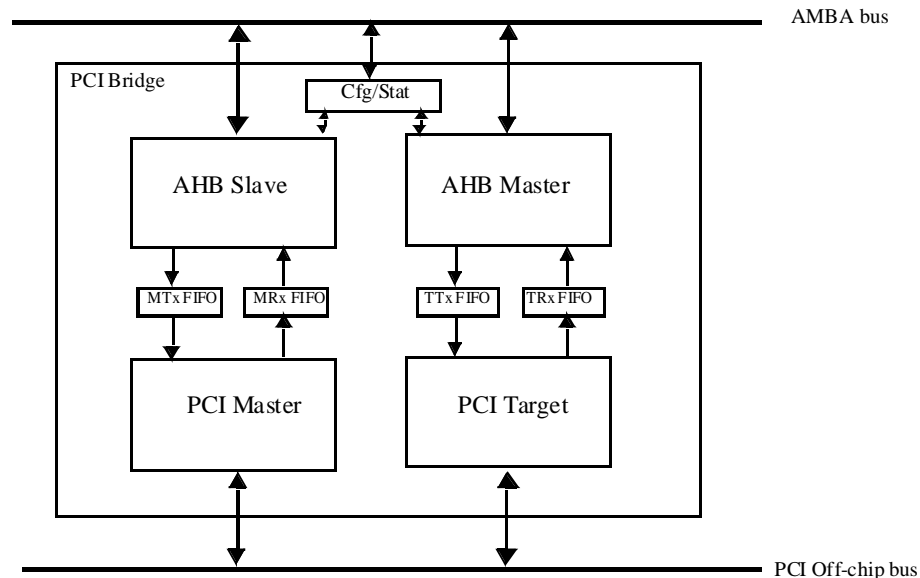 AMBA bus
PCI Bridge
Cfg/Stat
AHB Slave
AHB Master
MTx FIFO
MRx FIFO
TTx FIFO
TRx FIFO
PCI Master
PCI Target
PCI Off-chip bus